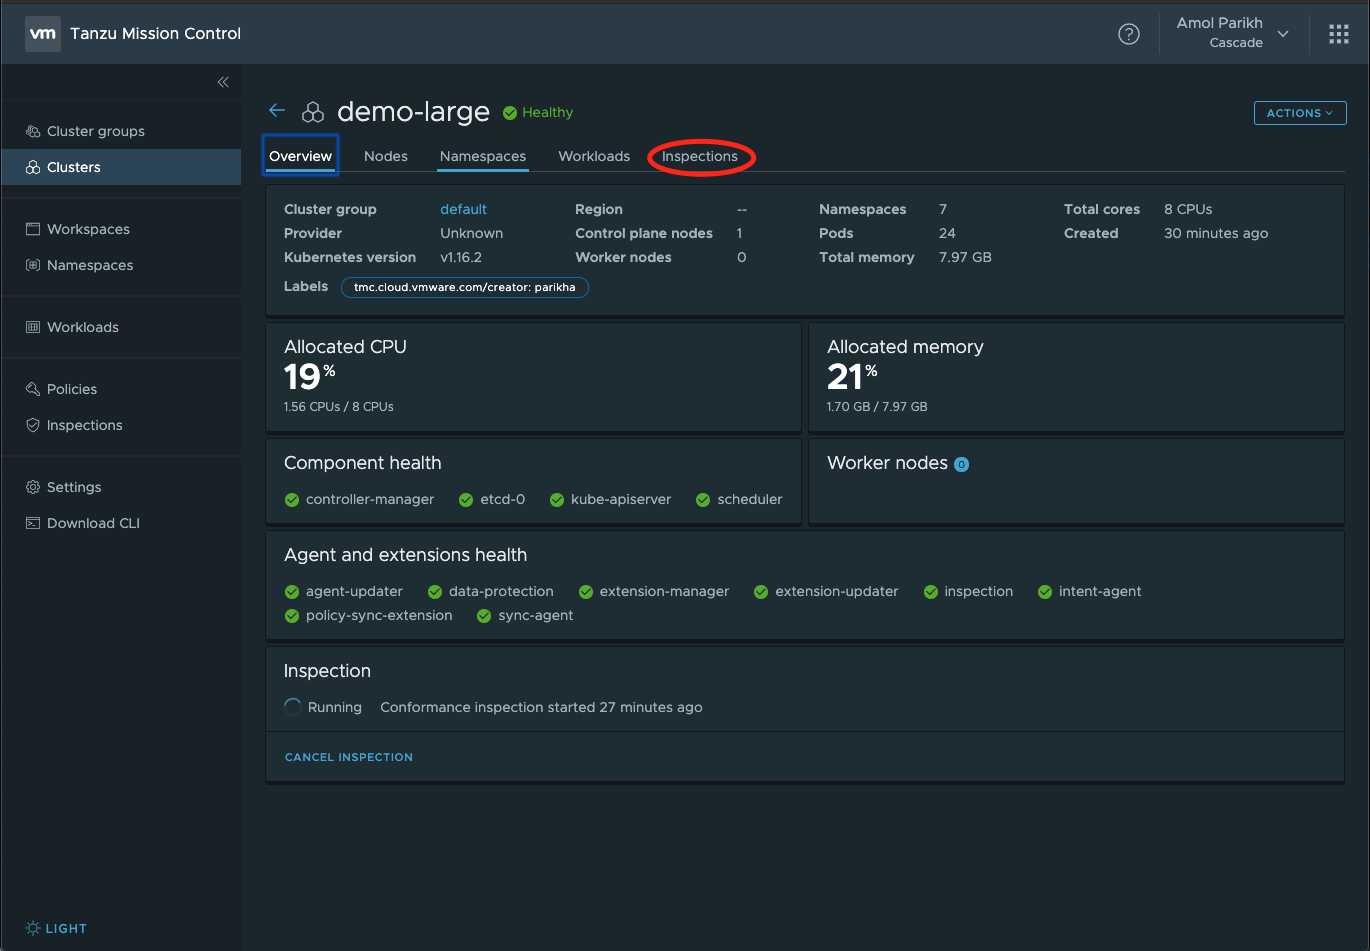 vm Tanzu Mission Control
? Amol Parikh
Cascade
Cluster groups
Clusters
Workspaces
Namespaces
Workloads
Policies
Inspections
Settings
Download CLI
LIGHT
demo-large Healthy
ACTIONS
Overview Nodes Namespaces Workloads Inspections
Cluster group default Region -- Namespaces 7 Total cores 8 CPUs
Provider Unknown Control plane nodes 1 Pods 24 Created 30 minutes ago
Kubernetes version v1.16.2 Worker nodes 0 Total memory 7.97 GB
Labels tmc.cloud.vmware.com/creator: parikha
Allocated CPU
19%
1.56 CPUs / 8 CPUs
Allocated memory
21%
1.70 GB / 7.97 GB
Component health
controller-manager etcd-0 kube-apiserver scheduler
Worker nodes 0
Agent and extensions health
agent-updater data-protection extension-manager extension-updater inspection intent-agent
policy-sync-extension sync-agent
Inspection
Running Conformance inspection started 27 minutes ago
CANCEL INSPECTION